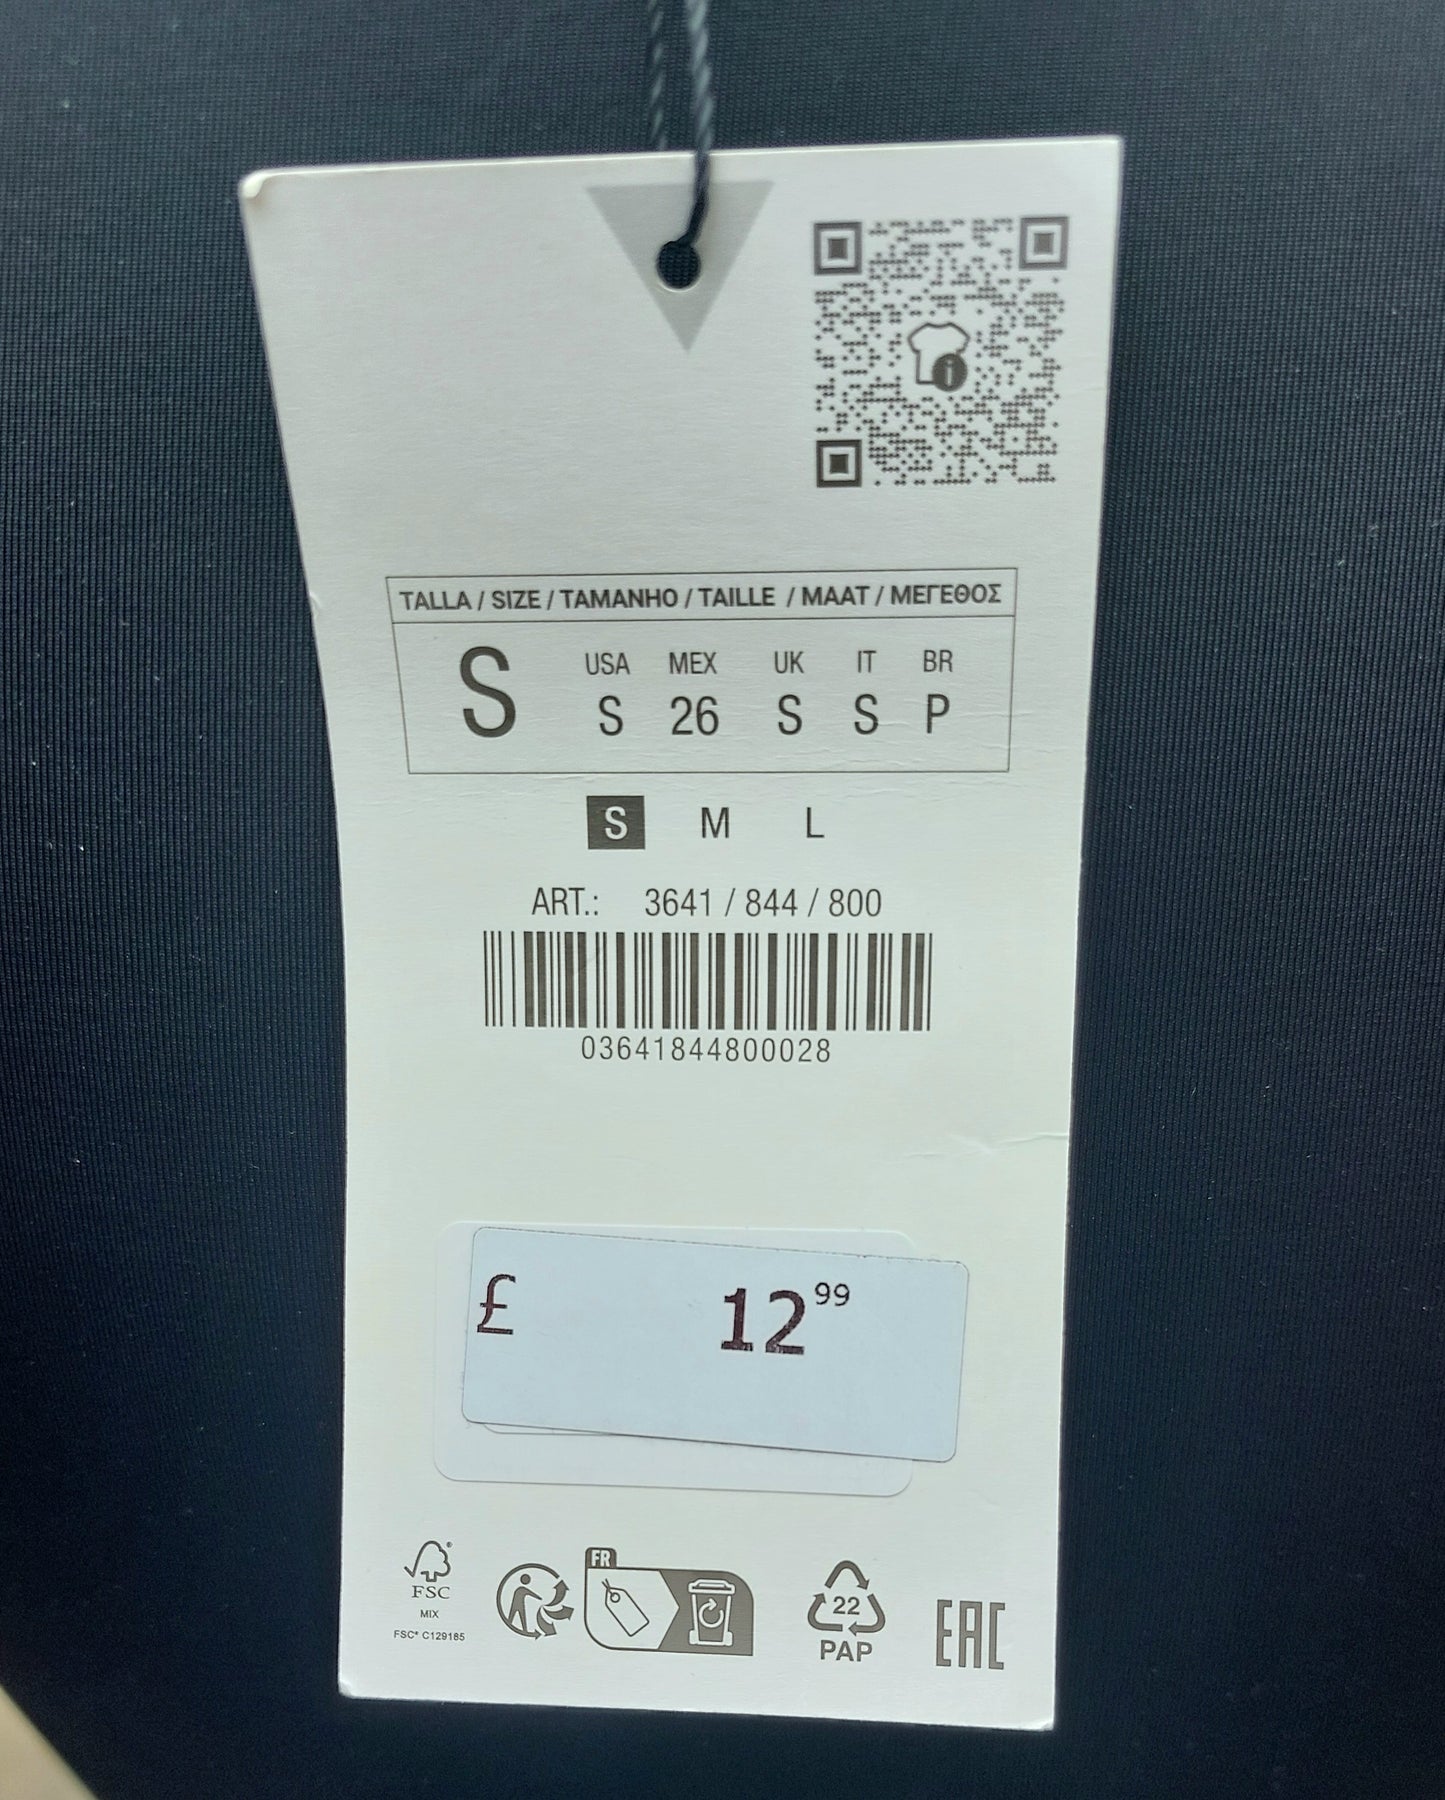 TALLA / SIZE / TAMANHO / TAILLE / MAAT / ΜΕΓΕΘΟΣ
USA MEX UK IT BR
S S 26 S S P
S M L
ART.: 3641 / 844 / 800
03641844800028
£ 12 99
FR
FSC
MIX
FSC® C129185
22
PAP
EAC